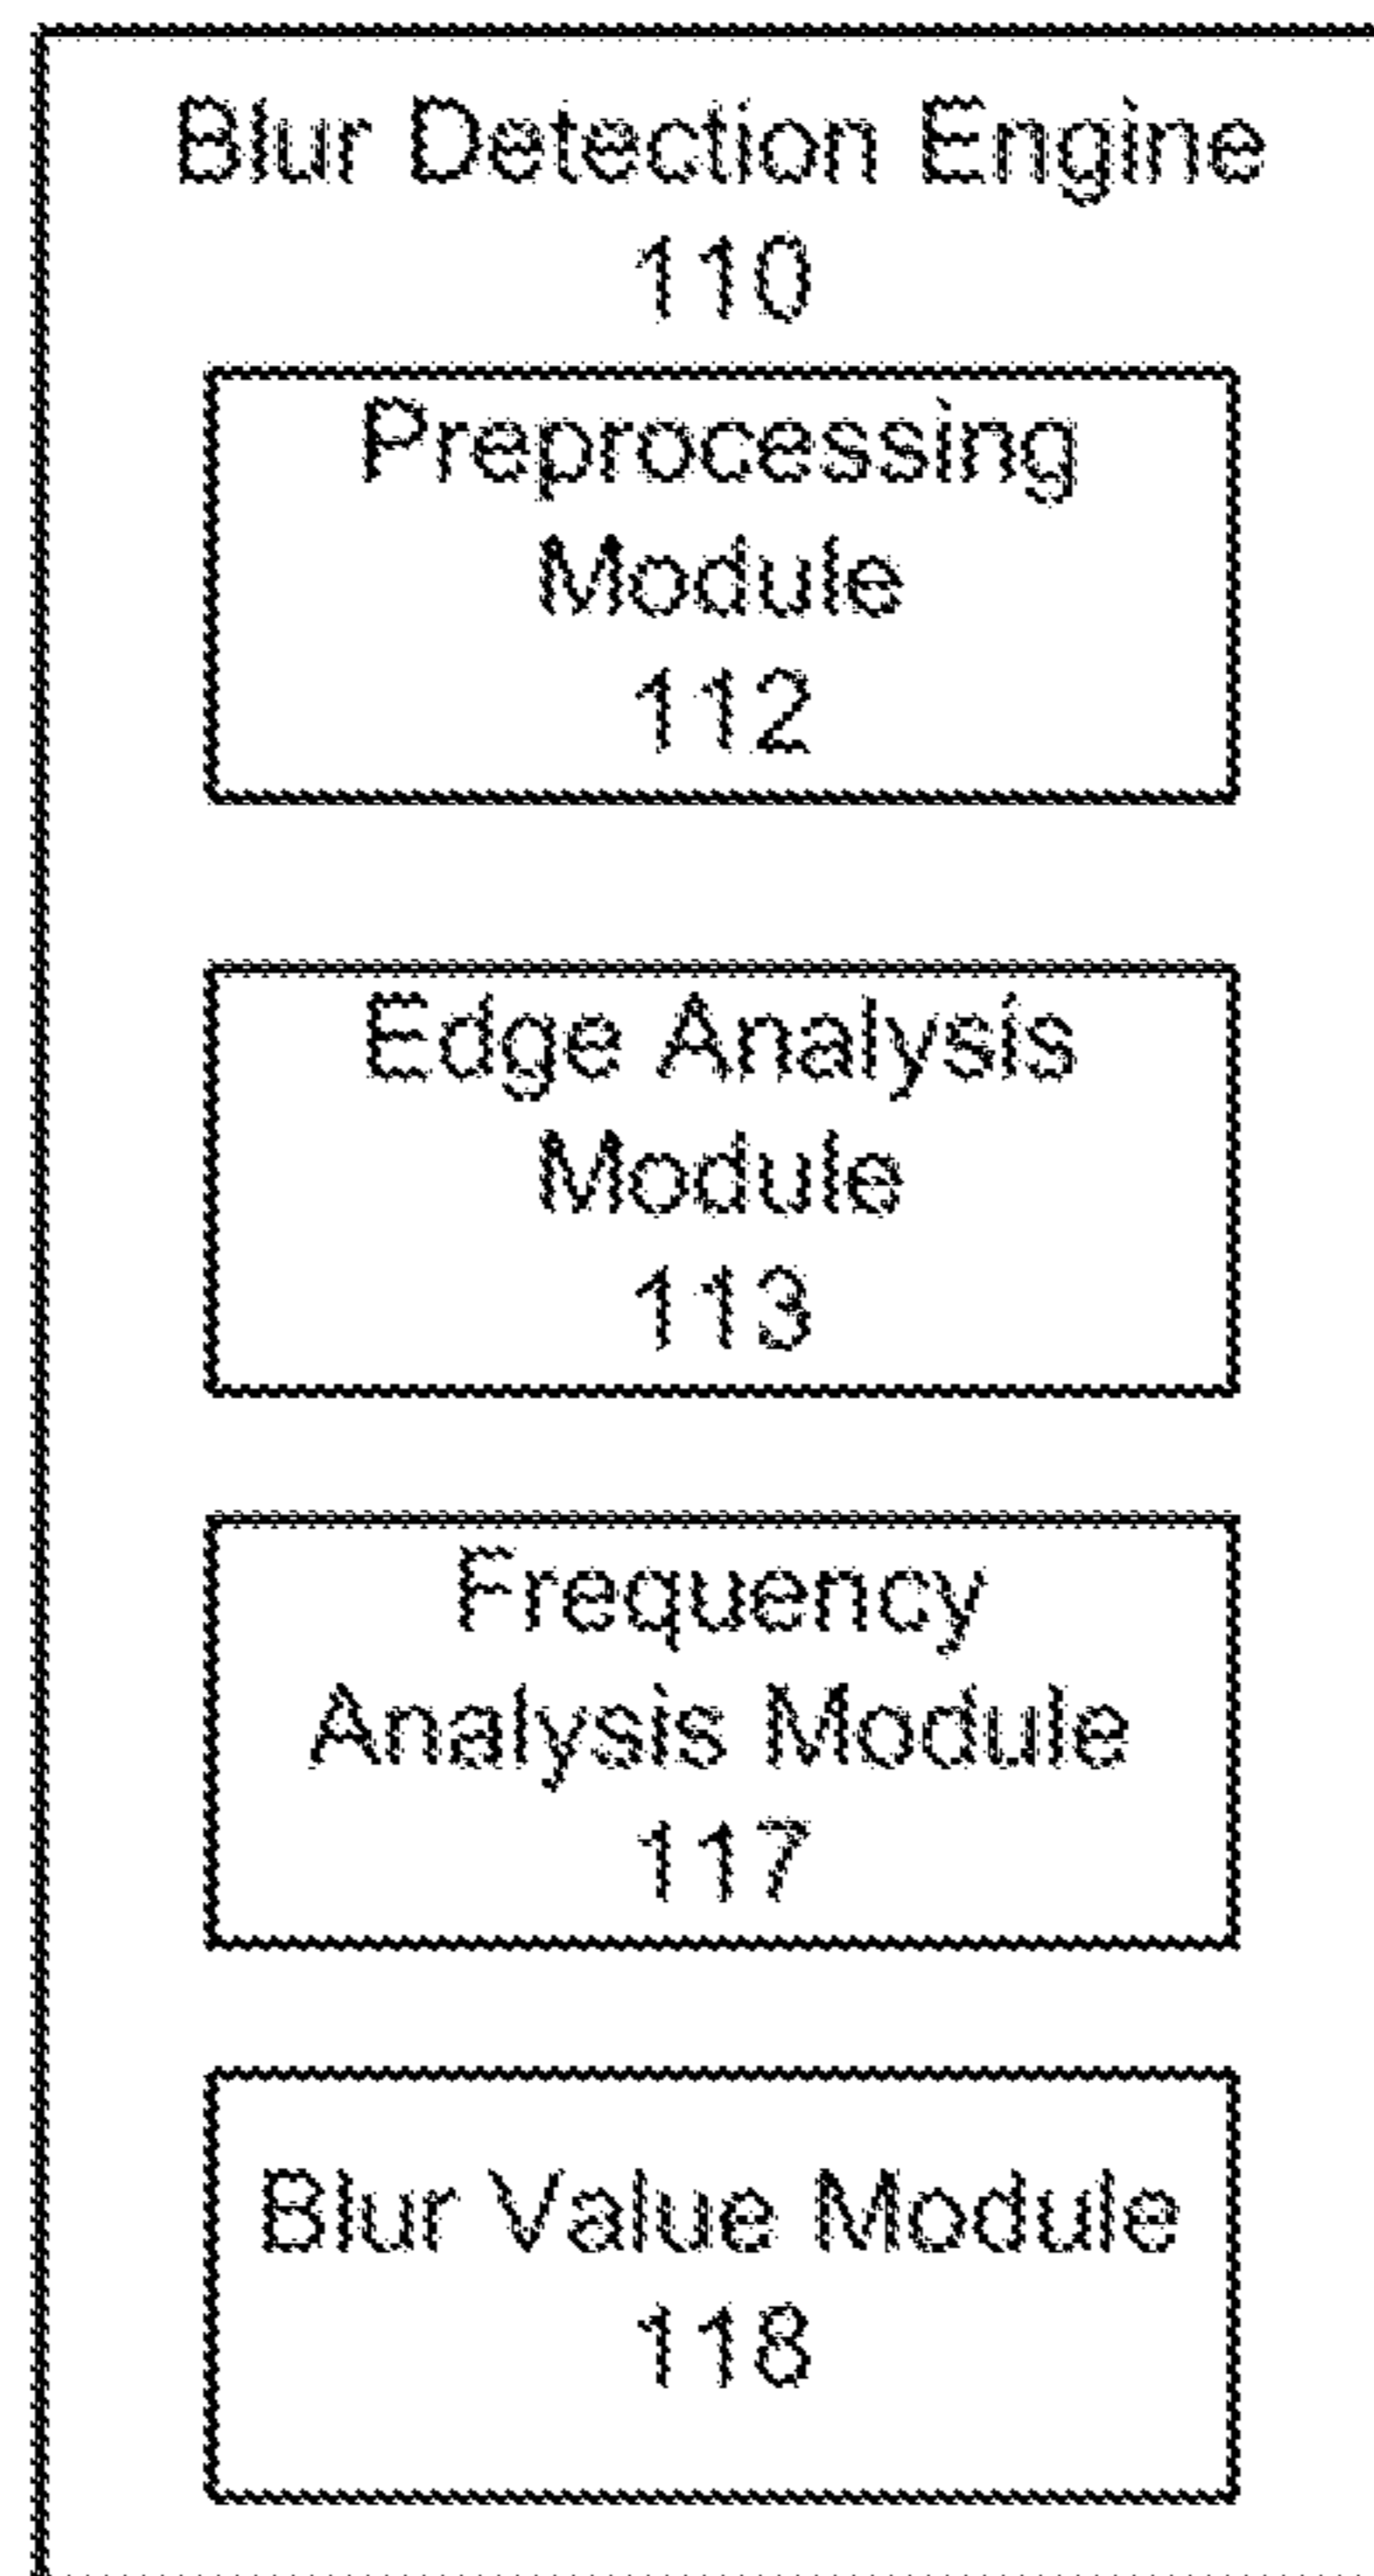 Blur Detection Engine
110
Preprocessing
Module
112
Edge Analysis
Module
113
Frequency
Analysis Module
117
Blur Value Module
118